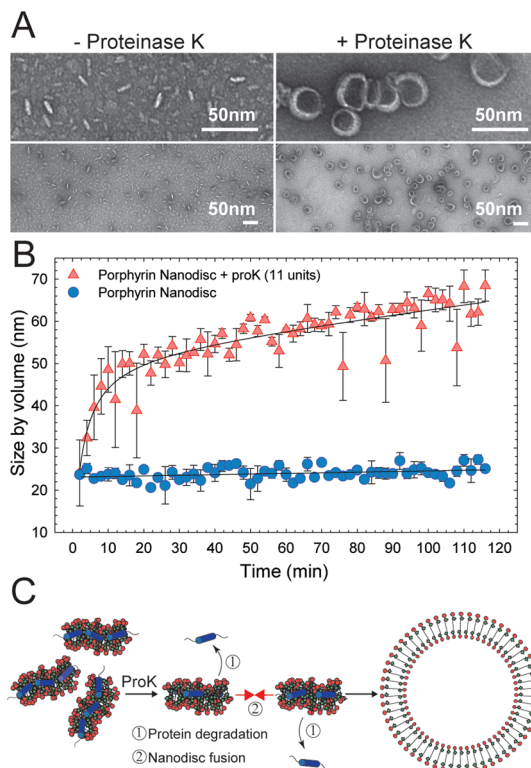 A
- Proteinase K
+ Proteinase K
50nm
50nm
50nm
50nm
B
Size by volume (nm)
70
60
50
40
30
20
10
Porphyrin Nanodisc + proK (11 units)
Porphyrin Nanodisc
0 10 20 30 40 50 60 70 80 90 100 110 120
Time (min)
C
ProK
①
②
①
①Protein degradation
②Nanodisc fusion